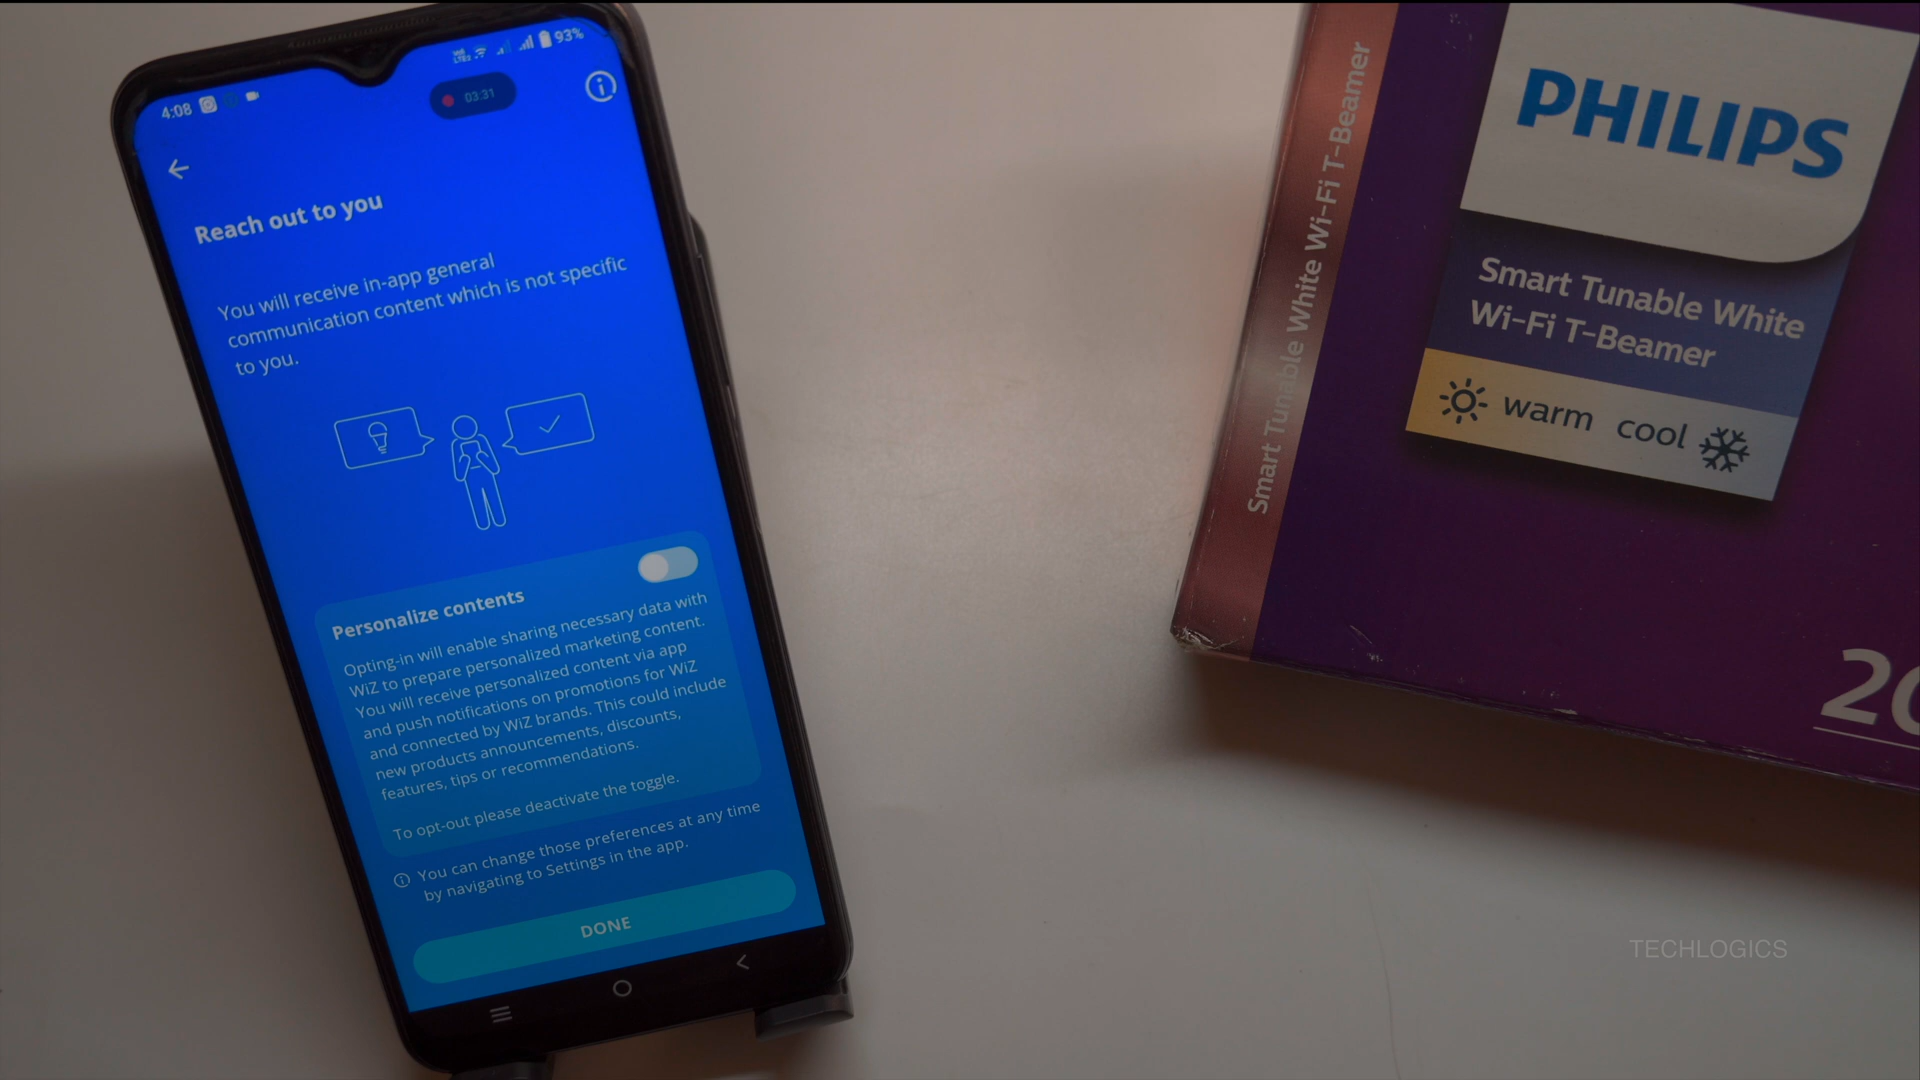 4:08
93%
03:31
Reach out to you
You will receive in-app general
communication content which is not specific
to you.
Personalize contents
Opting-in will enable sharing necessary data with
WiZ to prepare personalized marketing content.
You will receive personalized content via app
and push notifications on promotions for WiZ
and connected by WiZ brands. This could include
new products announcements, discounts,
features, tips or recommendations.
To opt-out please deactivate the toggle.
You can change those preferences at any time
by navigating to Settings in the app.
DONE
Smart Tunable White Wi-Fi T-Beamer
PHILIPS
Smart Tunable White
Wi-Fi T-Beamer
warm cool
TECHLOGICS